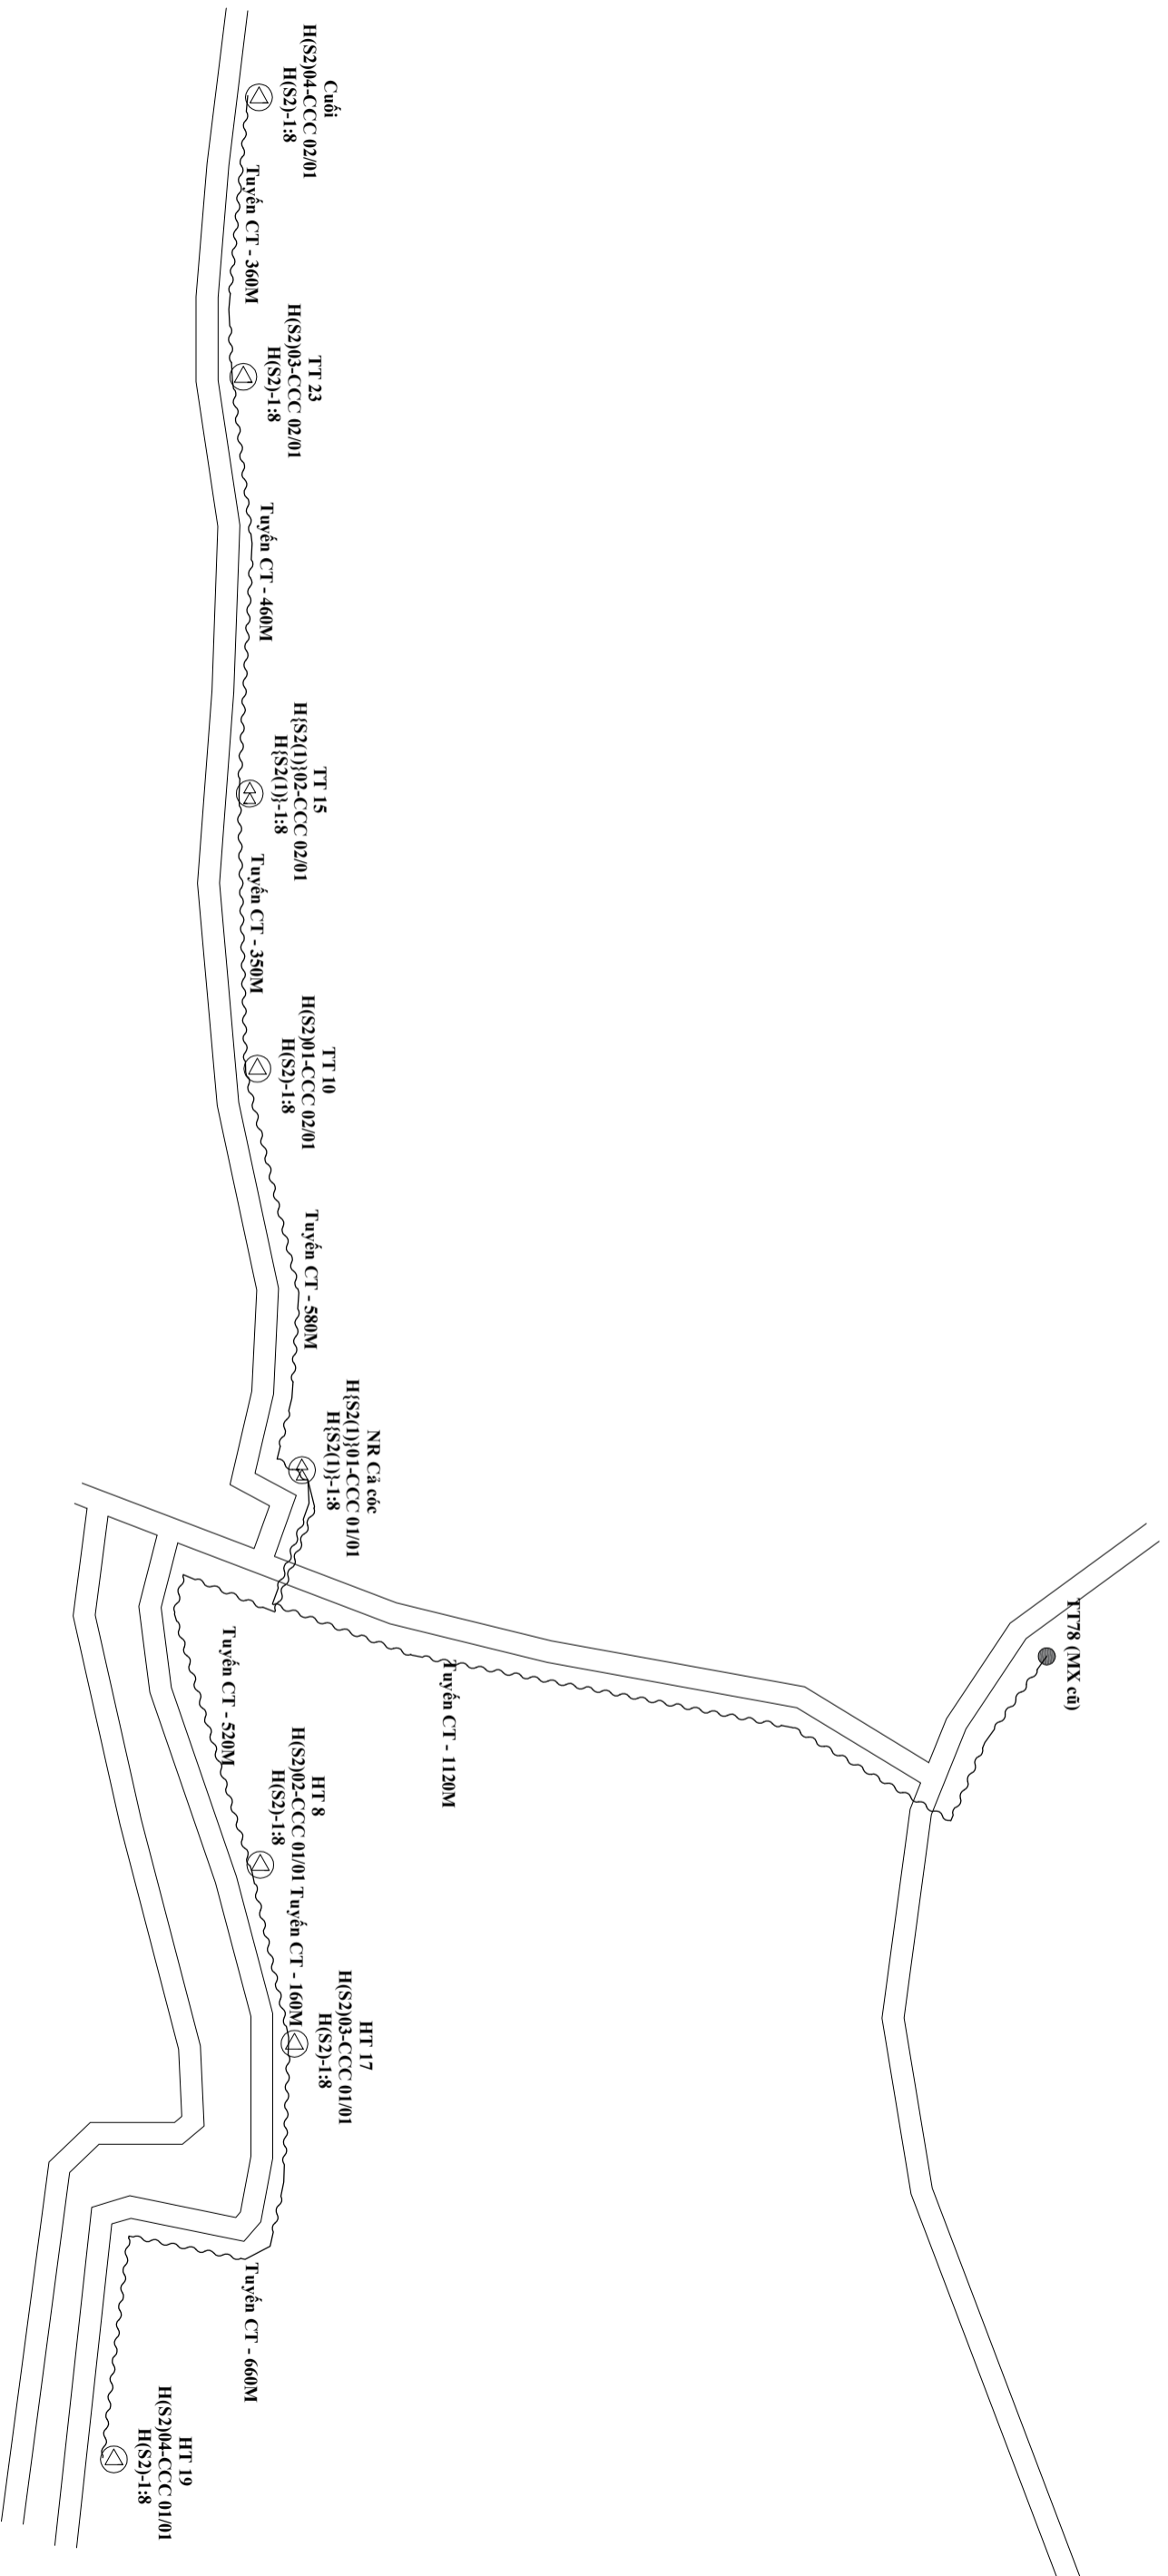 Cuối
H(S2)04-CCC 02/01
H(S2)-1:8
Tuyến CT - 360M
TT 23
H(S2)03-CCC 02/01
H(S2)-1:8
Tuyến CT - 460M
TT 15
H{S2(1)}02-CCC 02/01
H{S2(1)}-1:8
Tuyến CT - 350M
TT 10
H(S2)01-CCC 02/01
H(S2)-1:8
Tuyến CT - 580M
NR Cả cóc
H{S2(1)}01-CCC 01/01
H{S2(1)}-1:8
TT78 (MX cũ)
Tuyến CT - 1120M
Tuyến CT - 520M
HT 8
H(S2)02-CCC 01/01
H(S2)-1:8
Tuyến CT - 160M
HT 17
H(S2)03-CCC 01/01
H(S2)-1:8
Tuyến CT - 660M
HT 19
H(S2)04-CCC 01/01
H(S2)-1:8